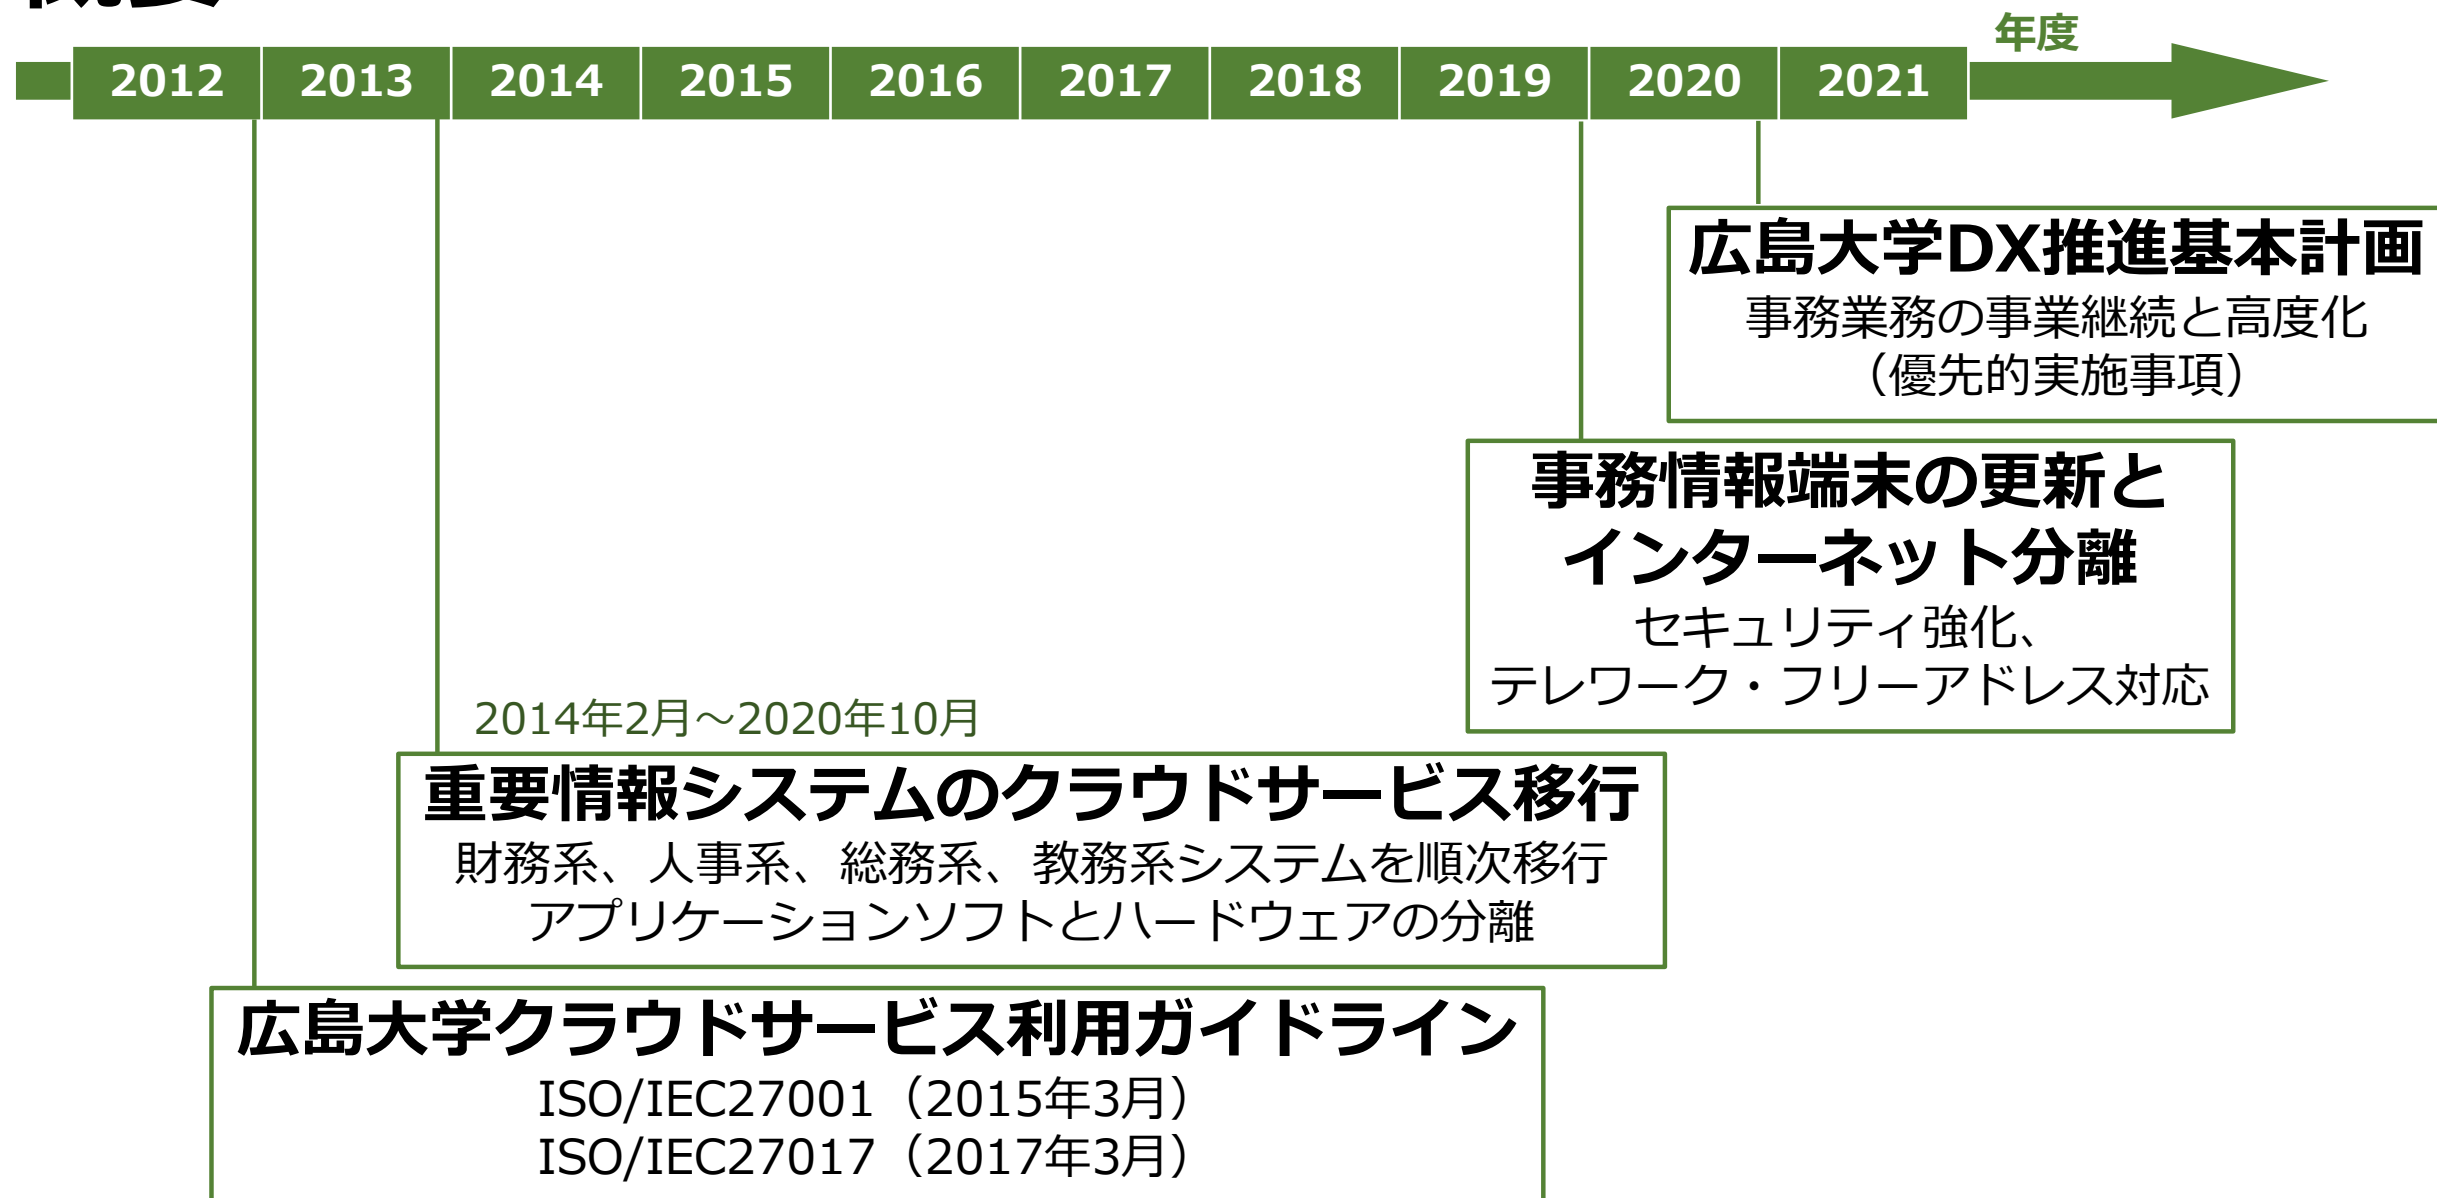 年度
2012 2013 2014 2015 2016 2017 2018 2019 2020 2021
広島大学DX推進基本計画
事務業務の事業継続と高度化
（優先的実施事項）
事務情報端末の更新と
インターネット分離
セキュリティ強化、
テレワーク・フリーアドレス対応
2014年2月～2020年10月
重要情報システムのクラウドサービス移行
財務系、人事系、総務系、教務系システムを順次移行
アプリケーションソフトとハードウェアの分離
広島大学クラウドサービス利用ガイドライン
ISO/IEC27001（2015年3月）
ISO/IEC27017（2017年3月）